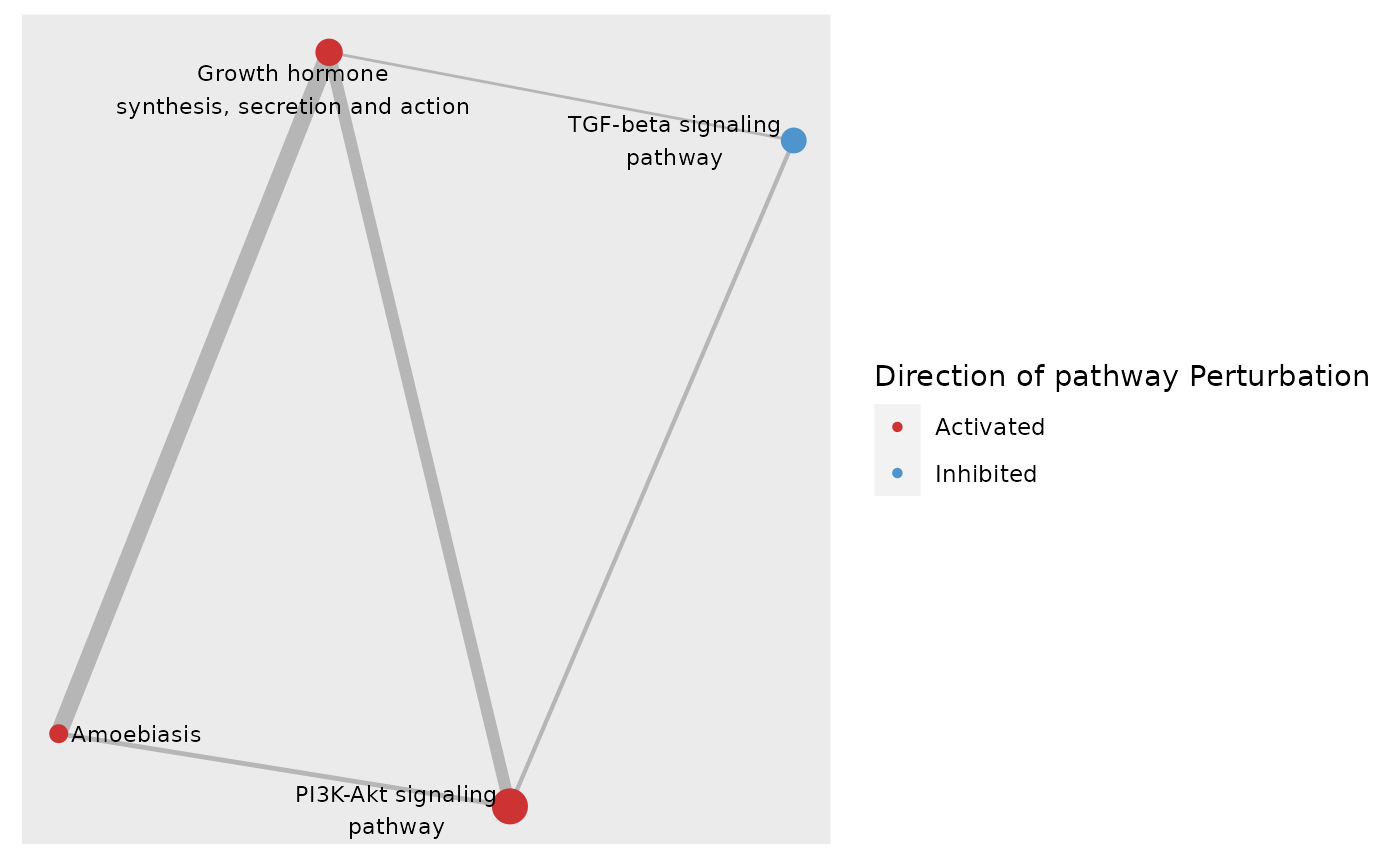 Growth hormone
synthesis, secretion and action
TGF-beta signaling
pathway
Amoebiasis
PI3K-Akt signaling
pathway
Direction of pathway Perturbation
Activated
Inhibited